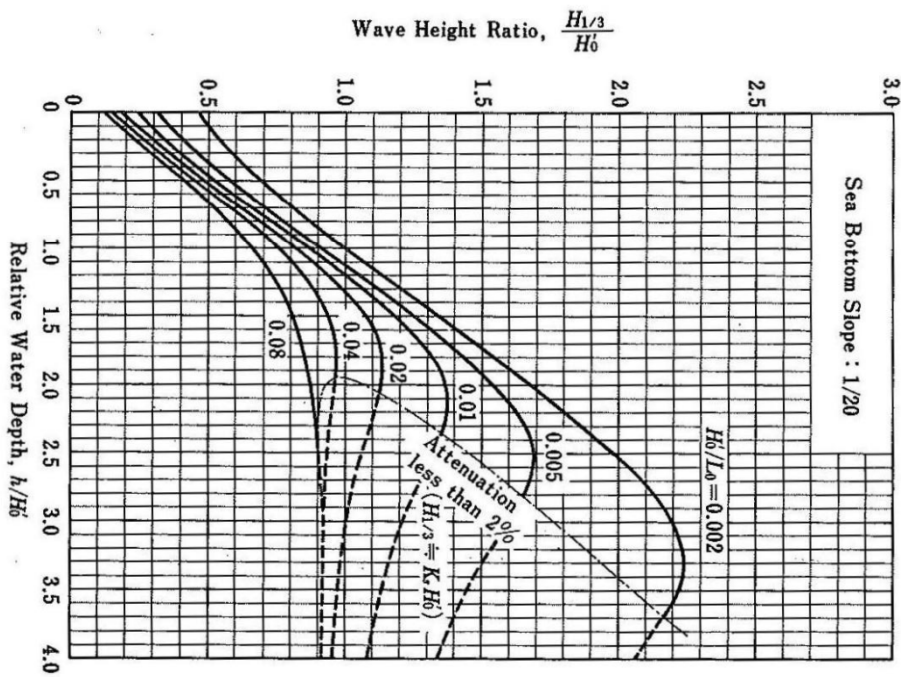 Wave Height Ratio, H1/3 / H0′
0 0.5 1.0 1.5 2.0 2.5 3.0
0
0.5
1.0
1.5
2.0
2.5
3.0
3.5
4.0
Sea Bottom Slope : 1/20
H0′/L0=0.002
0.005
0.01
0.02
0.04
0.08
Attenuation
less than 2%
(H1/3≒KsH0′)
Relative Water Depth, h/H0′